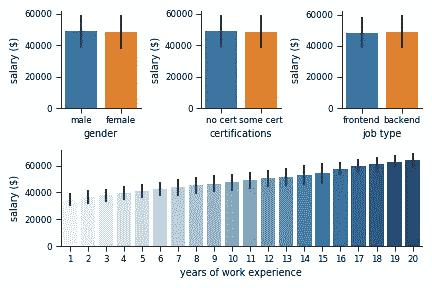 60000
40000
20000
0
salary ($)
male female
gender
60000
40000
20000
0
salary ($)
no cert some cert
certifications
60000
40000
20000
0
salary ($)
frontend backend
job type
60000
40000
20000
0
salary ($)
1 2 3 4 5 6 7 8 9 10 11 12 13 14 15 16 17 18 19 20
years of work experience